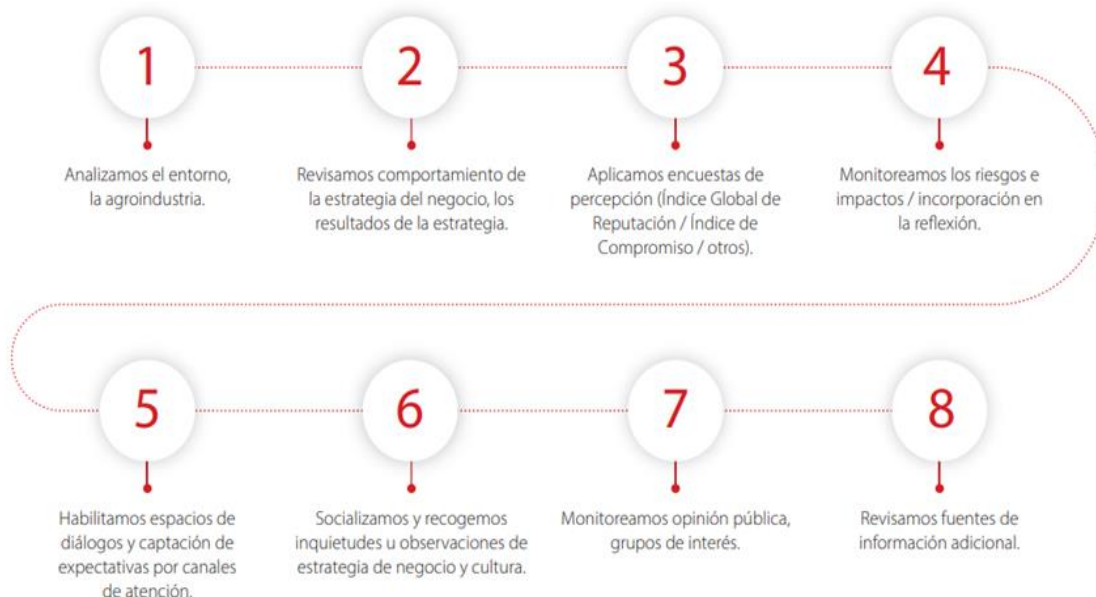 1
Analizamos el entorno,
la agroindustria.
2
Revisamos comportamiento de
la estrategia del negocio, los
resultados de la estrategia.
3
Aplicamos encuestas de
percepción (Índice Global de
Reputación / Índice de
Compromiso / otros).
4
Monitoreamos los riesgos e
impactos / incorporación en
la reflexión.
5
Habilitamos espacios de
diálogos y captación de
expectativas por canales
de atención.
6
Socializamos y recogemos
inquietudes u observaciones de
estrategia de negocio y cultura.
7
Monitoreamos opinión pública,
grupos de interés.
8
Revisamos fuentes de
información adicional.